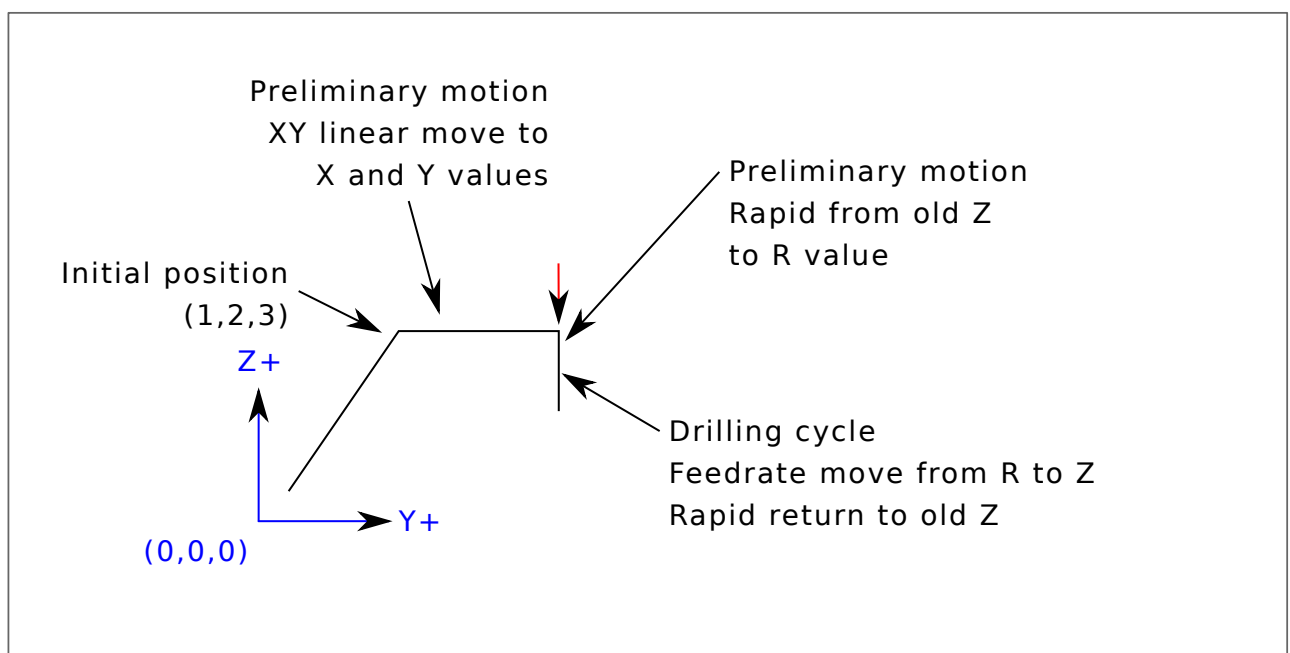 Preliminary motion
XY linear move to
X and Y values
Preliminary motion
Rapid from old Z
to R value
Initial position
(1,2,3)
Z+
Drilling cycle
Feedrate move from R to Z
Rapid return to old Z
Y+
(0,0,0)